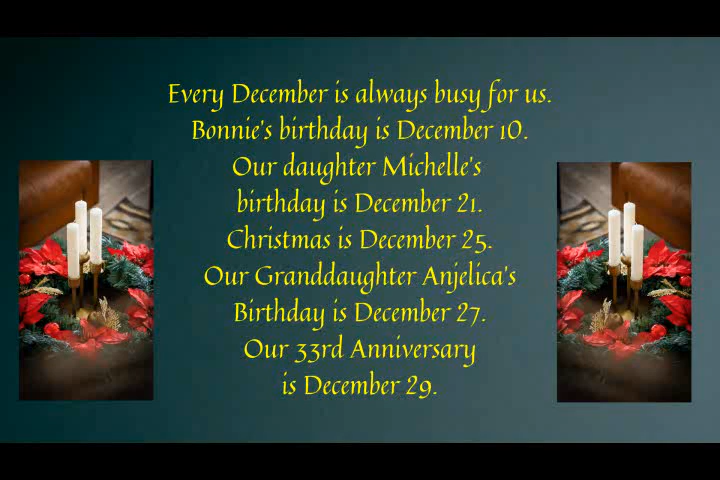 Every December is always busy for us.
Bonnie's birthday is December 10.
Our daughter Michelle's
birthday is December 21.
Christmas is December 25.
Our Granddaughter Anjelica's
Birthday is December 27.
Our 33rd Anniversary
is December 29.